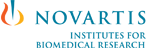 NOVARTIS
INSTITUTES FOR
BIOMEDICAL RESEARCH